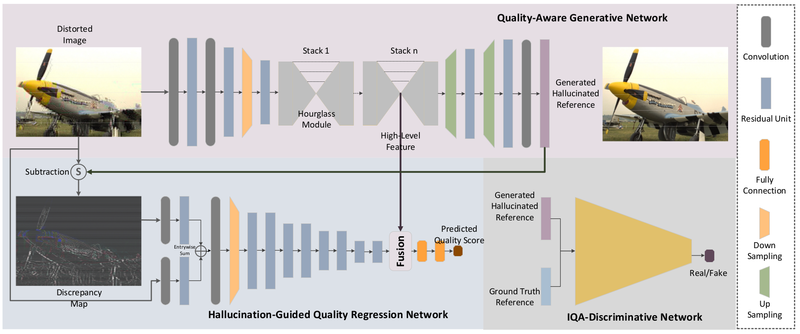 Quality-Aware Generative Network
Distorted
Image
Stack 1
Stack n
Hourglass
Module
High-Level
Feature
Generated
Hallucinated
Reference
Convolution
Residual Unit
Fully
Connection
Down
Sampling
Up
Sampling
Subtraction
S
Discrepancy
Map
Entrywise
Sum
Fusion
Predicted
Quality Score
Hallucination-Guided Quality Regression Network
Generated
Hallucinated
Reference
Ground Truth
Reference
Real/Fake
IQA-Discriminative Network